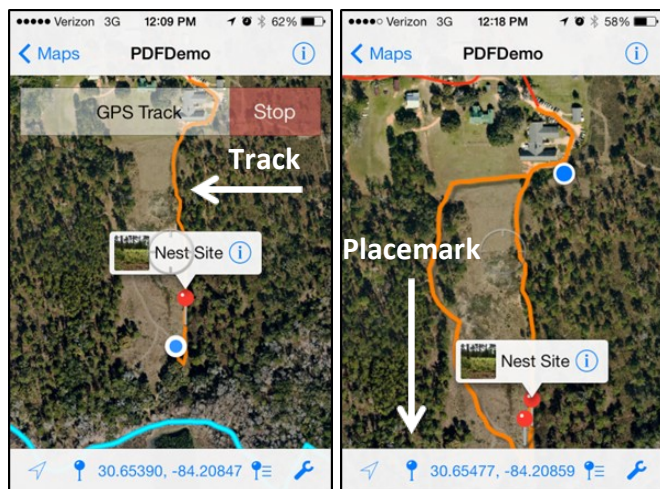 Verizon 3G 12:09 PM 62%
Maps PDFDemo
GPS Track Stop
Track
Nest Site
30.65390, -84.20847
Verizon 3G 12:18 PM 58%
Maps PDFDemo
Placemark
Nest Site
30.65477, -84.20859